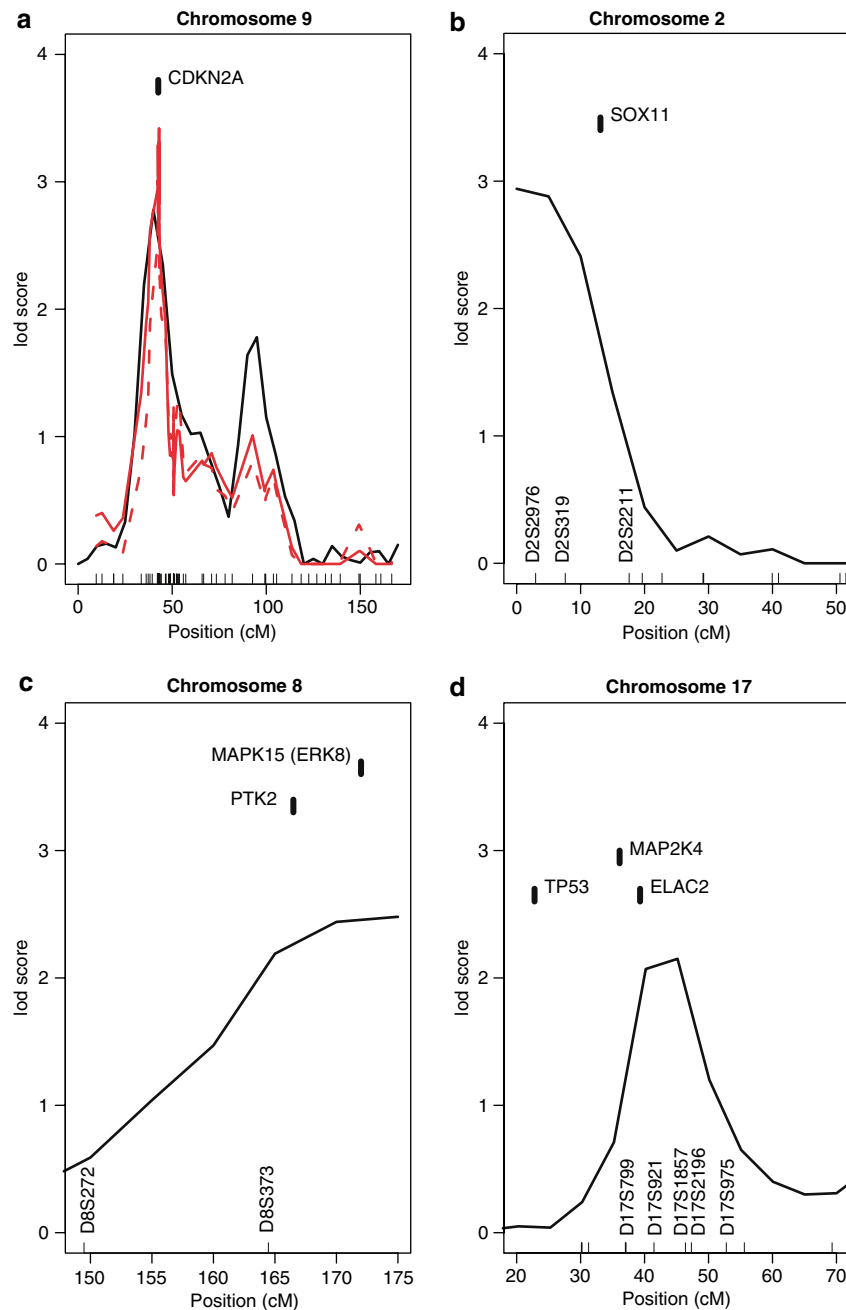 a
Chromosome 9
4
3
2
1
0
lod score
CDKN2A
0 50 100 150
Position (cM)
b
Chromosome 2
4
3
2
1
0
lod score
SOX11
D2S2976
D2S319
D2S2211
0 10 20 30 40 50
Position (cM)
c
Chromosome 8
4
3
2
1
0
lod score
MAPK15 (ERK8)
PTK2
D8S272
D8S373
150 155 160 165 170 175
Position (cM)
d
Chromosome 17
4
3
2
1
0
lod score
MAP2K4
TP53
ELAC2
D17S799
D17S921
D17S1857
D17S2196
D17S975
20 30 40 50 60 70
Position (cM)